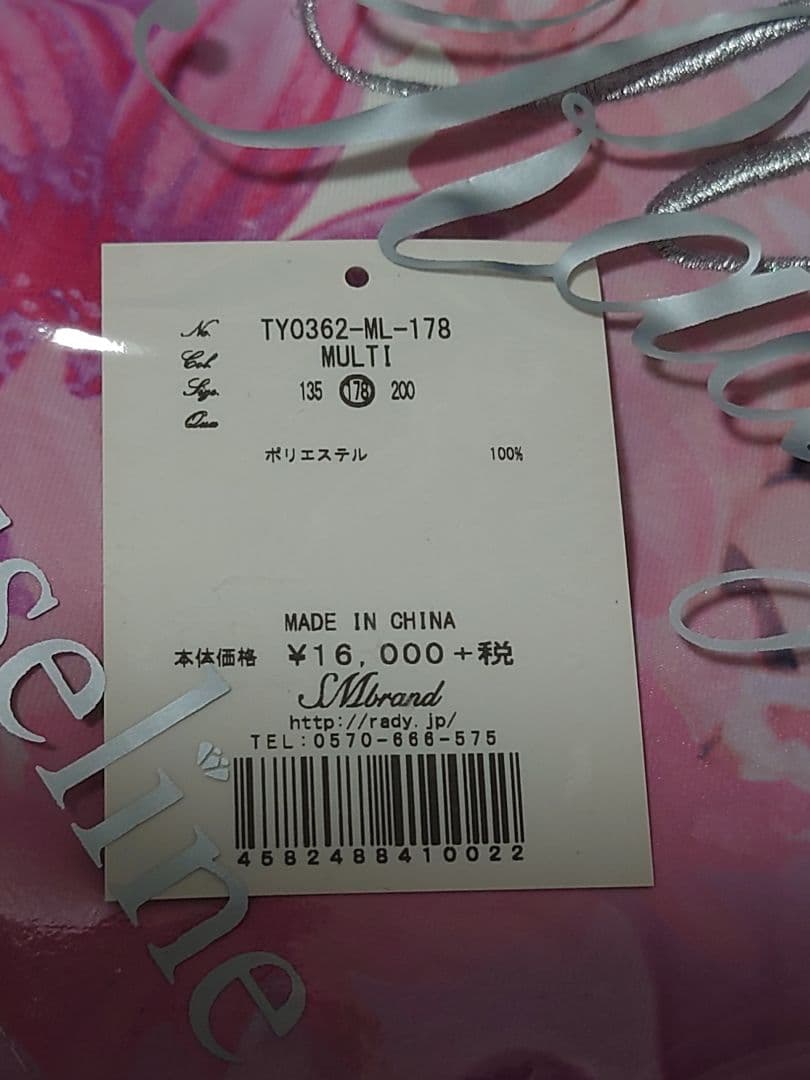 No. TY0362-ML-178
Col. MULTI
Size. 135 178 200
Qua
ポリエステル 100%
MADE IN CHINA
本体価格 ¥16,000+税
SMbrand
http://rady.jp/
TEL:0570-666-575
4582488410022
seline